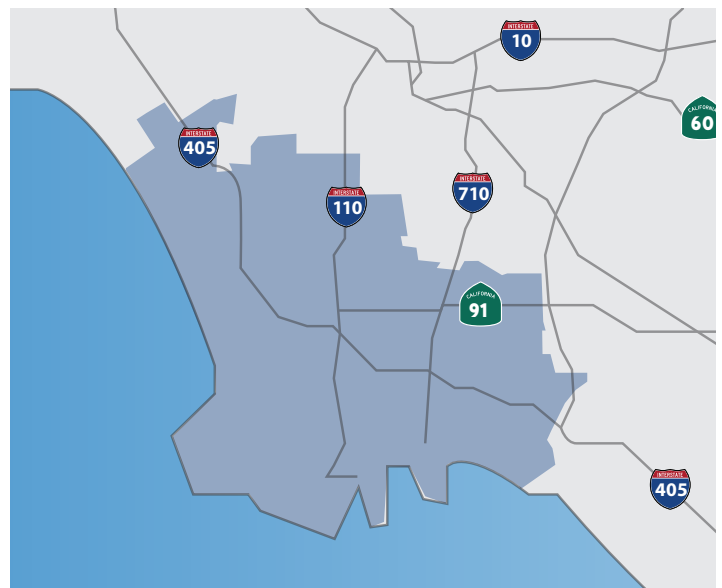 INTERSTATE
10
CALIFORNIA
60
INTERSTATE
405
INTERSTATE
110
INTERSTATE
710
CALIFORNIA
91
INTERSTATE
405